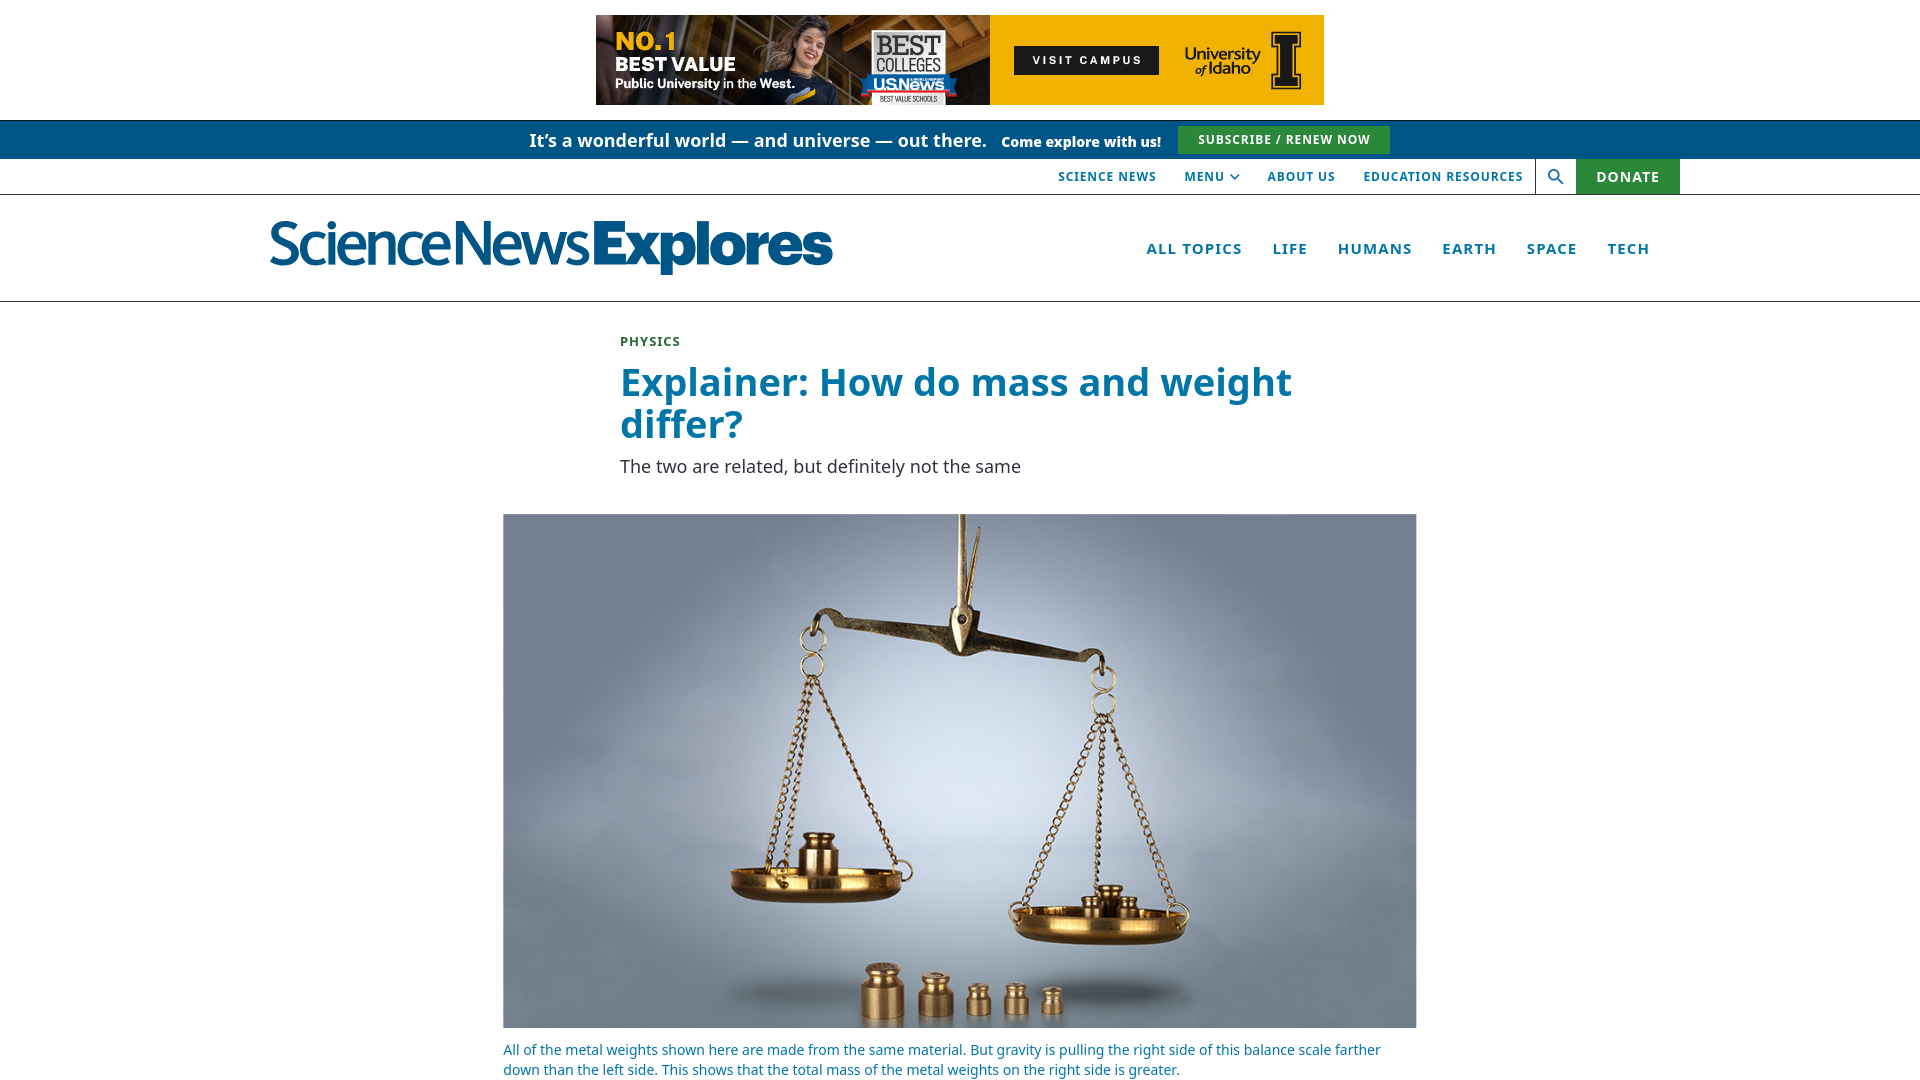 NO.1
BEST VALUE
Public University in the West.
BEST
COLLEGES
U.S.News
& WORLD REPORT
BEST VALUE SCHOOLS
VISIT CAMPUS
University
of Idaho
I
It's a wonderful world — and universe — out there. Come explore with us! SUBSCRIBE / RENEW NOW
SCIENCE NEWS MENU ABOUT US EDUCATION RESOURCES DONATE
ScienceNewsExplores
ALL TOPICS LIFE HUMANS EARTH SPACE TECH
PHYSICS
Explainer: How do mass and weight
differ?
The two are related, but definitely not the same
All of the metal weights shown here are made from the same material. But gravity is pulling the right side of this balance scale farther
down than the left side. This shows that the total mass of the metal weights on the right side is greater.